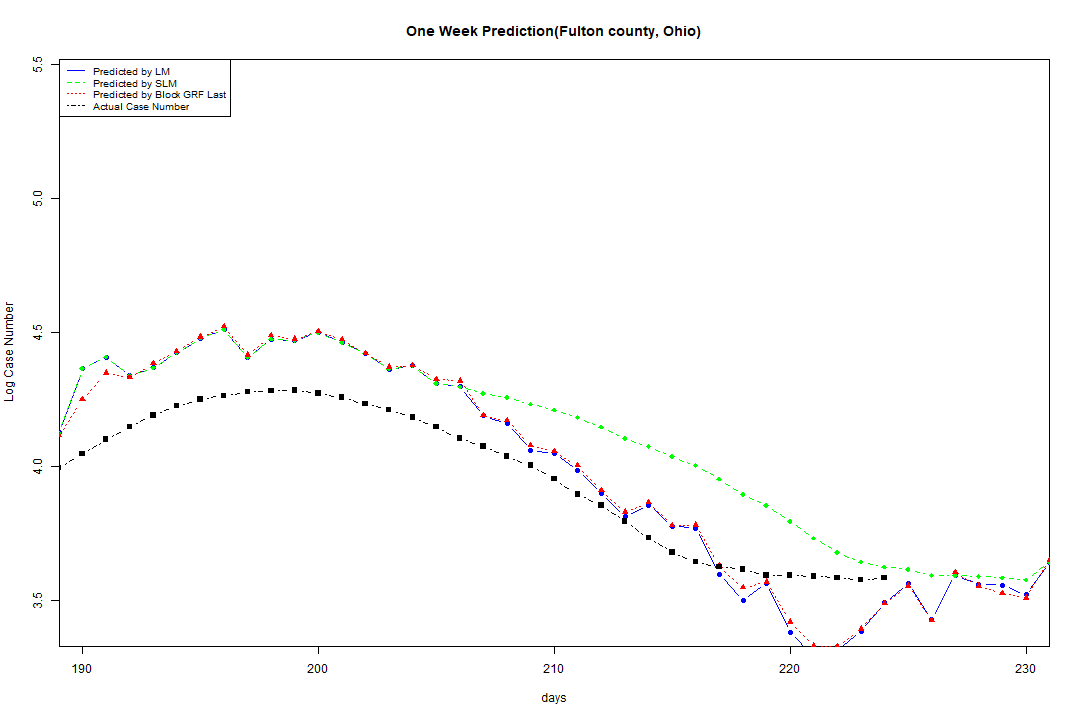 One Week Prediction(Fulton county, Ohio)
Predicted by LM
Predicted by SLM
Predicted by Block GRF Last
Actual Case Number
5.5
5.0
4.5
4.0
3.5
Log Case Number
190 200 210 220 230
days